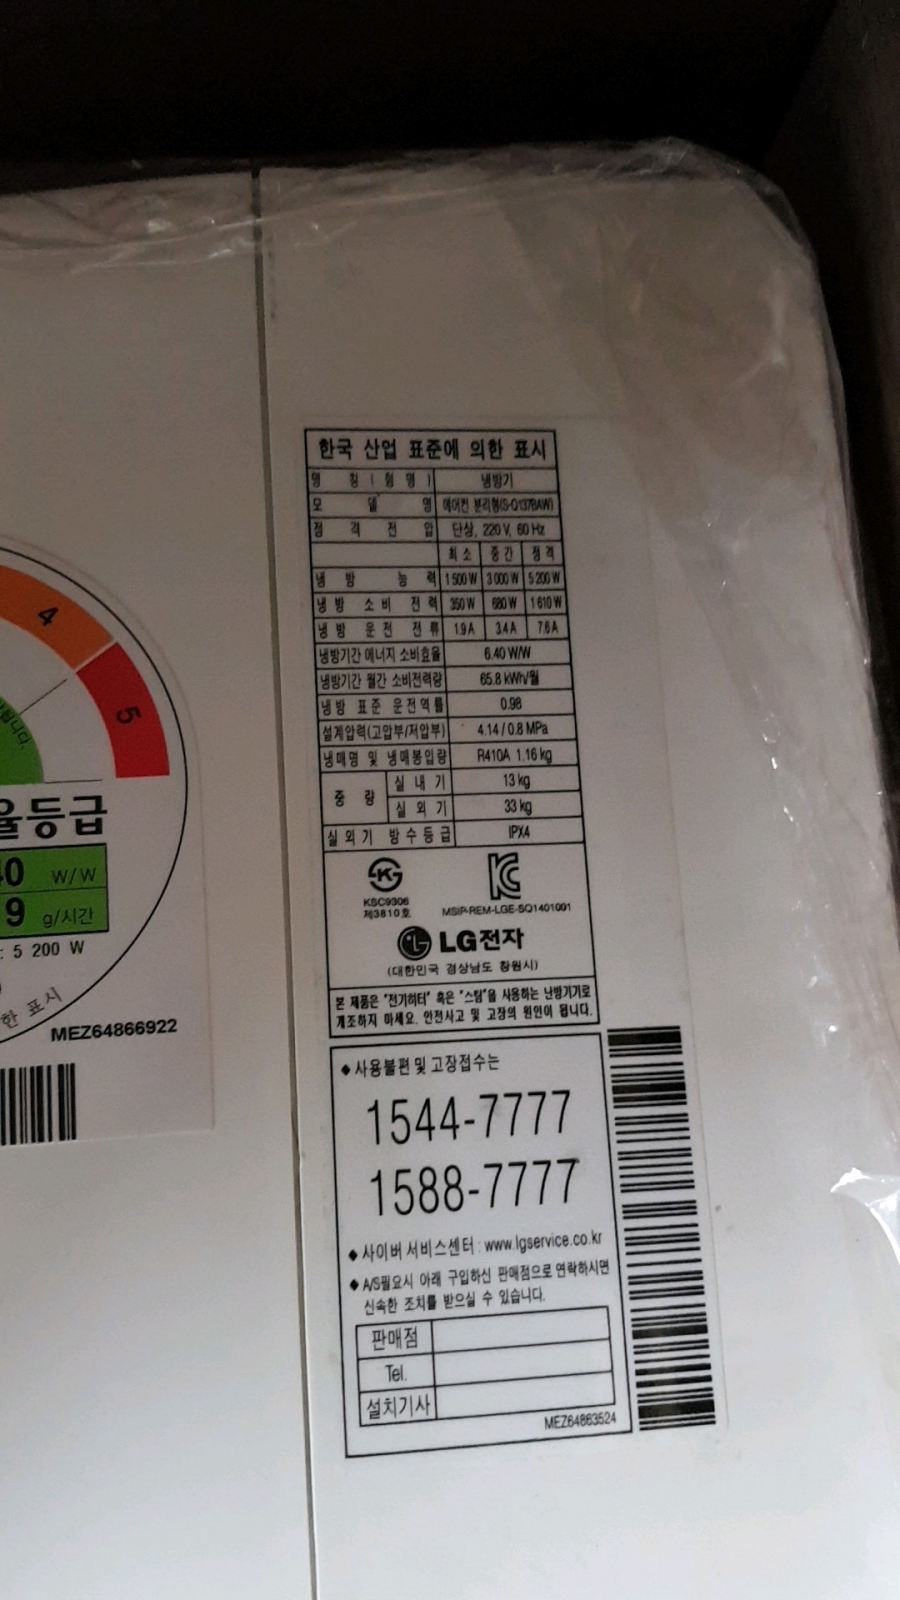 4
5
율등급
40 W/W
9 g/시간
: 5 200 W
한 표시
MEZ64866922
한국 산업 표준에 의한 표시
명 칭 ( 형 명 ) 냉방기
모 델 명 에어컨 분리형(S-Q137BAW)
정 격 전 압 단상, 220 V, 60 Hz
최 소 중 간 정 격
냉 방 능 력 1 500 W 3 000 W 5 200 W
냉 방 소 비 전 력 350 W 680 W 1 610 W
냉 방 운 전 전 류 1.9 A 3.4 A 7.6 A
냉방기간 에너지 소비효율 6.40 W/W
냉방기간 월간 소비전력량 65.8 kWh/월
냉 방 표 준 운 전 역 률 0.98
설계압력(고압부/저압부) 4.14 / 0.8 MPa
냉매명 및 냉매봉입량 R410A 1.16 kg
중 량 실 내 기 13 kg
실 외 기 33 kg
실 외 기 방 수 등 급 IPX4
KSC9306
제3810호
MSIP-REM-LGE-SQ1401001
LG전자
(대한민국 경상남도 창원시)
본 제품은 "전기히터" 혹은 "스팀"을 사용하는 난방기기로
개조하지 마세요. 안전사고 및 고장의 원인이 됩니다.
◆ 사용불편 및 고장접수는
1544-7777
1588-7777
◆ 사이버 서비스센터 : www.lgservice.co.kr
◆ A/S필요시 아래 구입하신 판매점으로 연락하시면
신속한 조치를 받으실 수 있습니다.
판매점
Tel.
설치기사
MEZ64863524